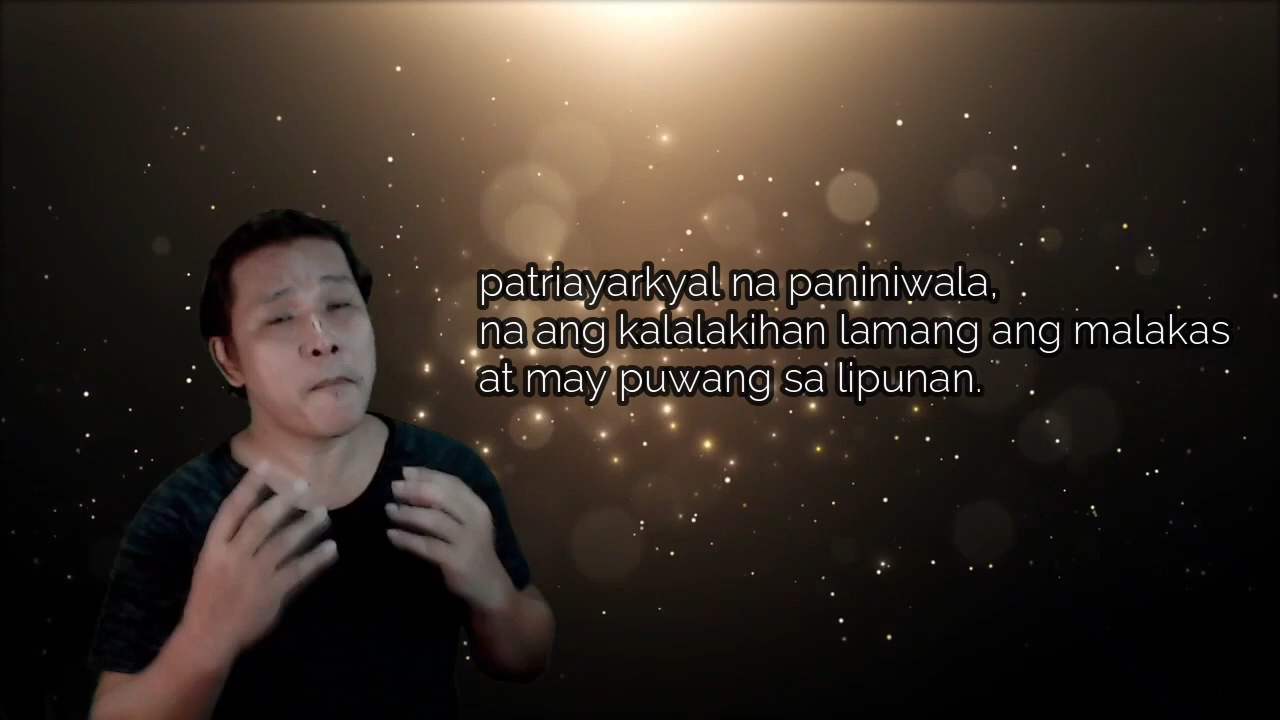 patriayarkyal na paniniwala,
na ang kalalakihan lamang ang malakas
at may puwang sa lipunan.